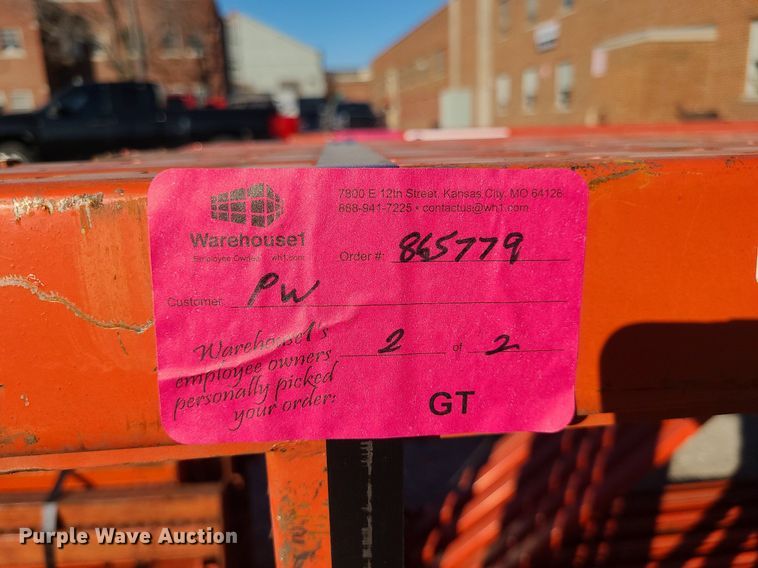 7800 E 12th Street, Kansas City, MO 64126
888-941-7225 • contactus@wh1.com
Warehouse1
Employee Owned wh1.com
Order #: 865779
Customer PW
Warehouse1's
employee owners
personally picked
your order:
2 of 2
GT
Purple Wave Auction